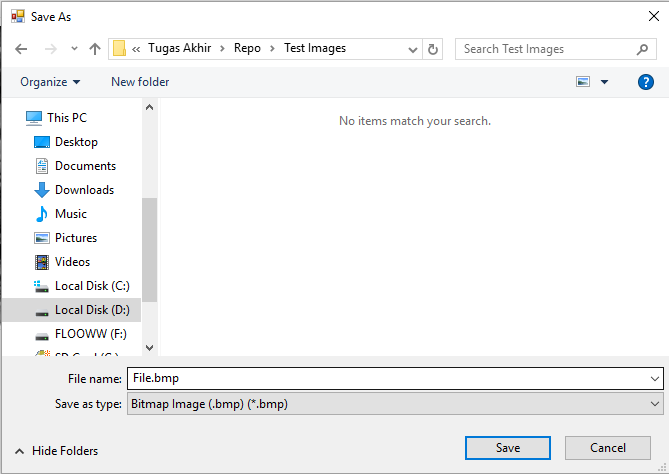 Save As
« Tugas Akhir > Repo > Test Images
Search Test Images
Organize
New folder
?
No items match your search.
This PC
Desktop
Documents
Downloads
Music
Pictures
Videos
Local Disk (C:)
Local Disk (D:)
FLOOWW (F:)
File name: File.bmp
Save as type: Bitmap Image (.bmp) (*.bmp)
Hide Folders
Save
Cancel